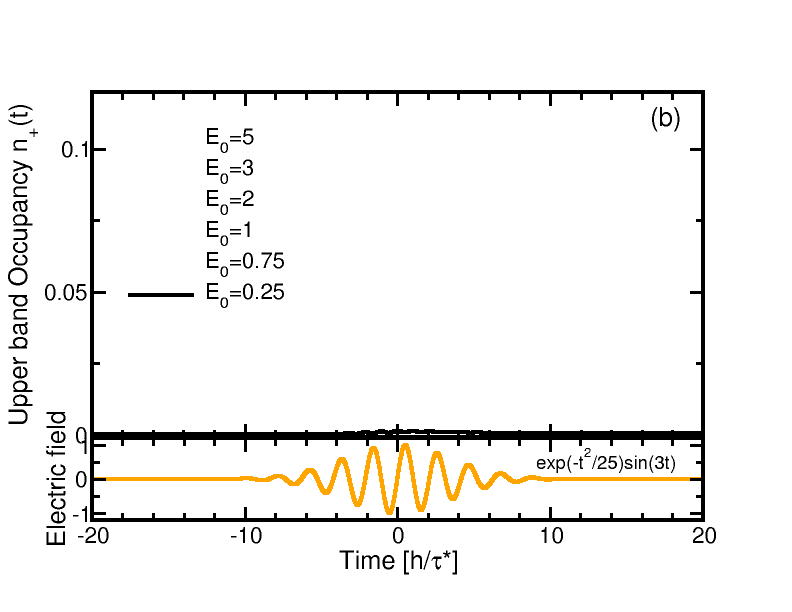 (b)
Upper band Occupancy n₊(t)
0.1
0.05
0
E₀=5
E₀=3
E₀=2
E₀=1
E₀=0.75
E₀=0.25
Electric field
1
0
-1
exp(-t²/25)sin(3t)
-20 -10 0 10 20
Time [h/τ*]